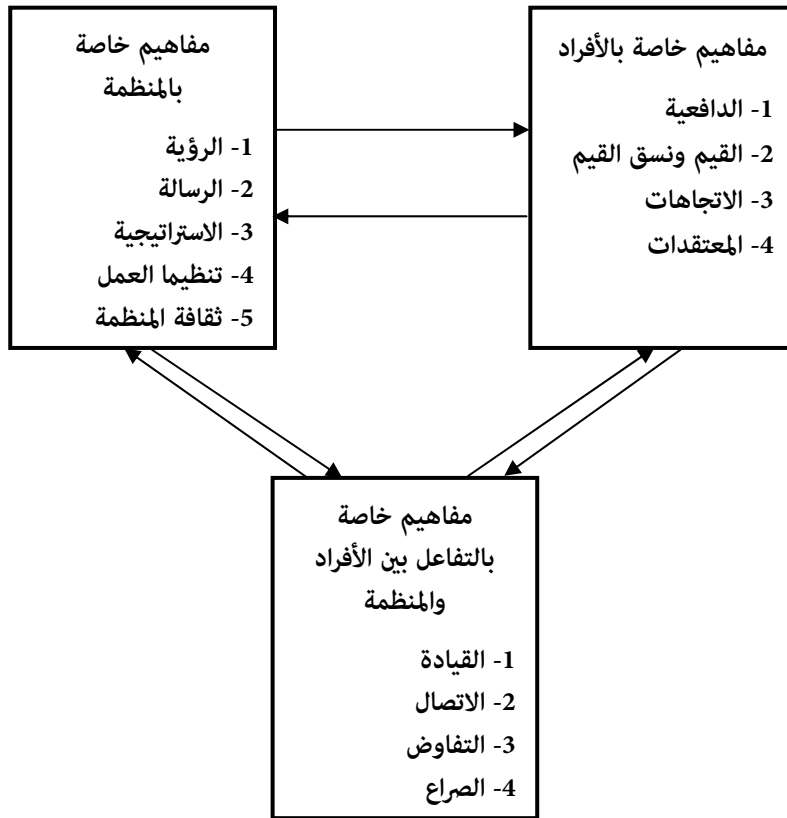 مفاهيم خاصة بالأفراد
1- الدافعية
2- القيم ونسق القيم
3- الاتجاهات
4- المعتقدات
مفاهيم خاصة
بالمنظمة
1- الرؤية
2- الرسالة
3- الاستراتيجية
4- تنظيما العمل
5- ثقافة المنظمة
مفاهيم خاصة
بالتفاعل بين الأفراد
والمنظمة
1- القيادة
2- الاتصال
3- التفاوض
4- الصراع